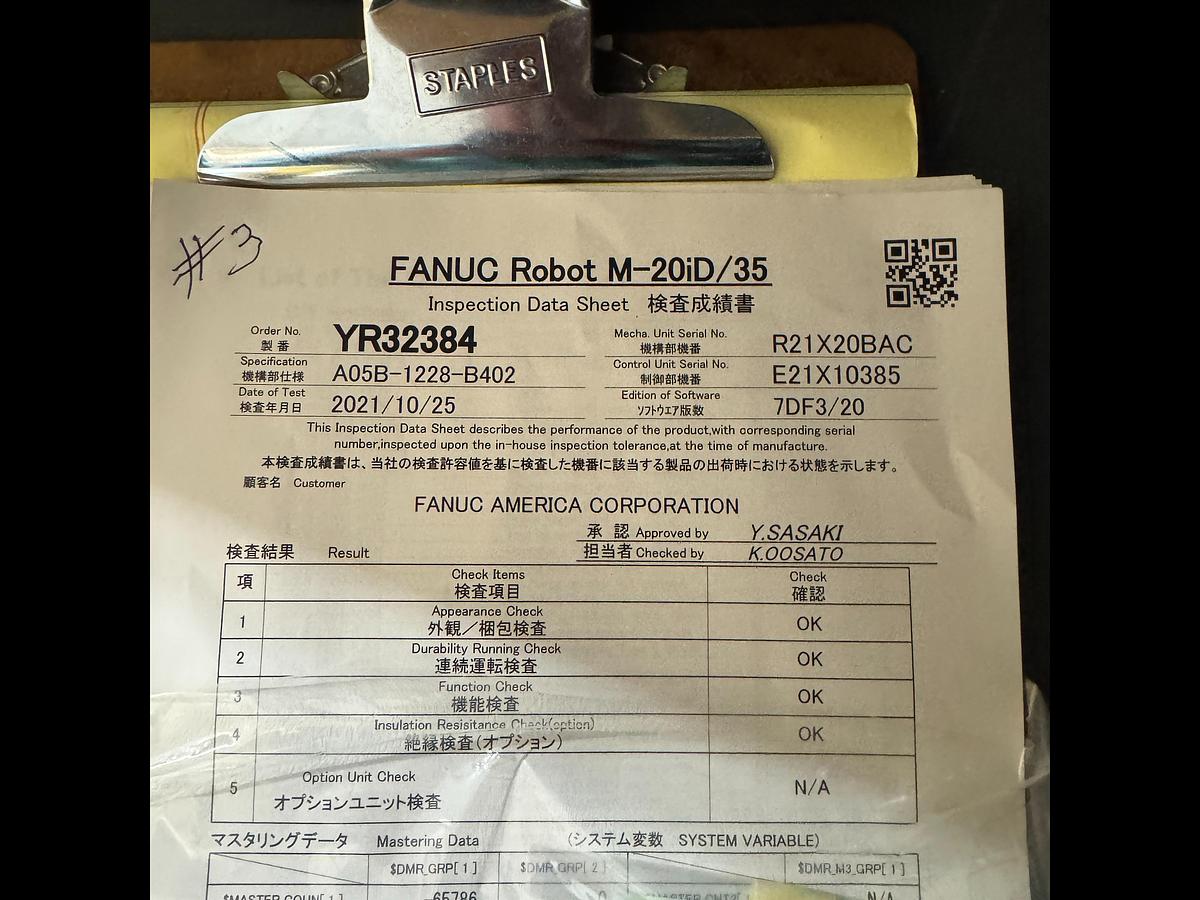 STAPLES
#3
FANUC Robot M-20iD/35
Inspection Data Sheet 検査成績書
Order No. 製番 YR32384
Mecha. Unit Serial No. 機構部機番 R21X20BAC
Specification 機構部仕様 A05B-1228-B402
Control Unit Serial No. 制御部機番 E21X10385
Date of Test 検査年月日 2021/10/25
Edition of Software ソフトウエア版数 7DF3/20
This Inspection Data Sheet describes the performance of the product,with corresponding serial
number,inspected upon the in-house inspection tolerance,at the time of manufacture.
本検査成績書は、当社の検査許容値を基に検査した機番に該当する製品の出荷時における状態を示します。
顧客名 Customer
FANUC AMERICA CORPORATION
承認 Approved by Y.SASAKI
検査結果 Result
担当者 Checked by K.OOSATO
項 Check Items 検査項目 Check 確認
1 Appearance Check 外観／梱包検査 OK
2 Durability Running Check 連続運転検査 OK
3 Function Check 機能検査 OK
4 Insulation Resisitance Check(option) 絶縁検査(オプション) OK
5 Option Unit Check オプションユニット検査 N/A
マスタリングデータ Mastering Data (システム変数 SYSTEM VARIABLE)
$DMR_GRP[1] $DMR_GRP[2] $DMR_M3_GRP[1]
$MASTER_COUN[1] -65786 0 N/A